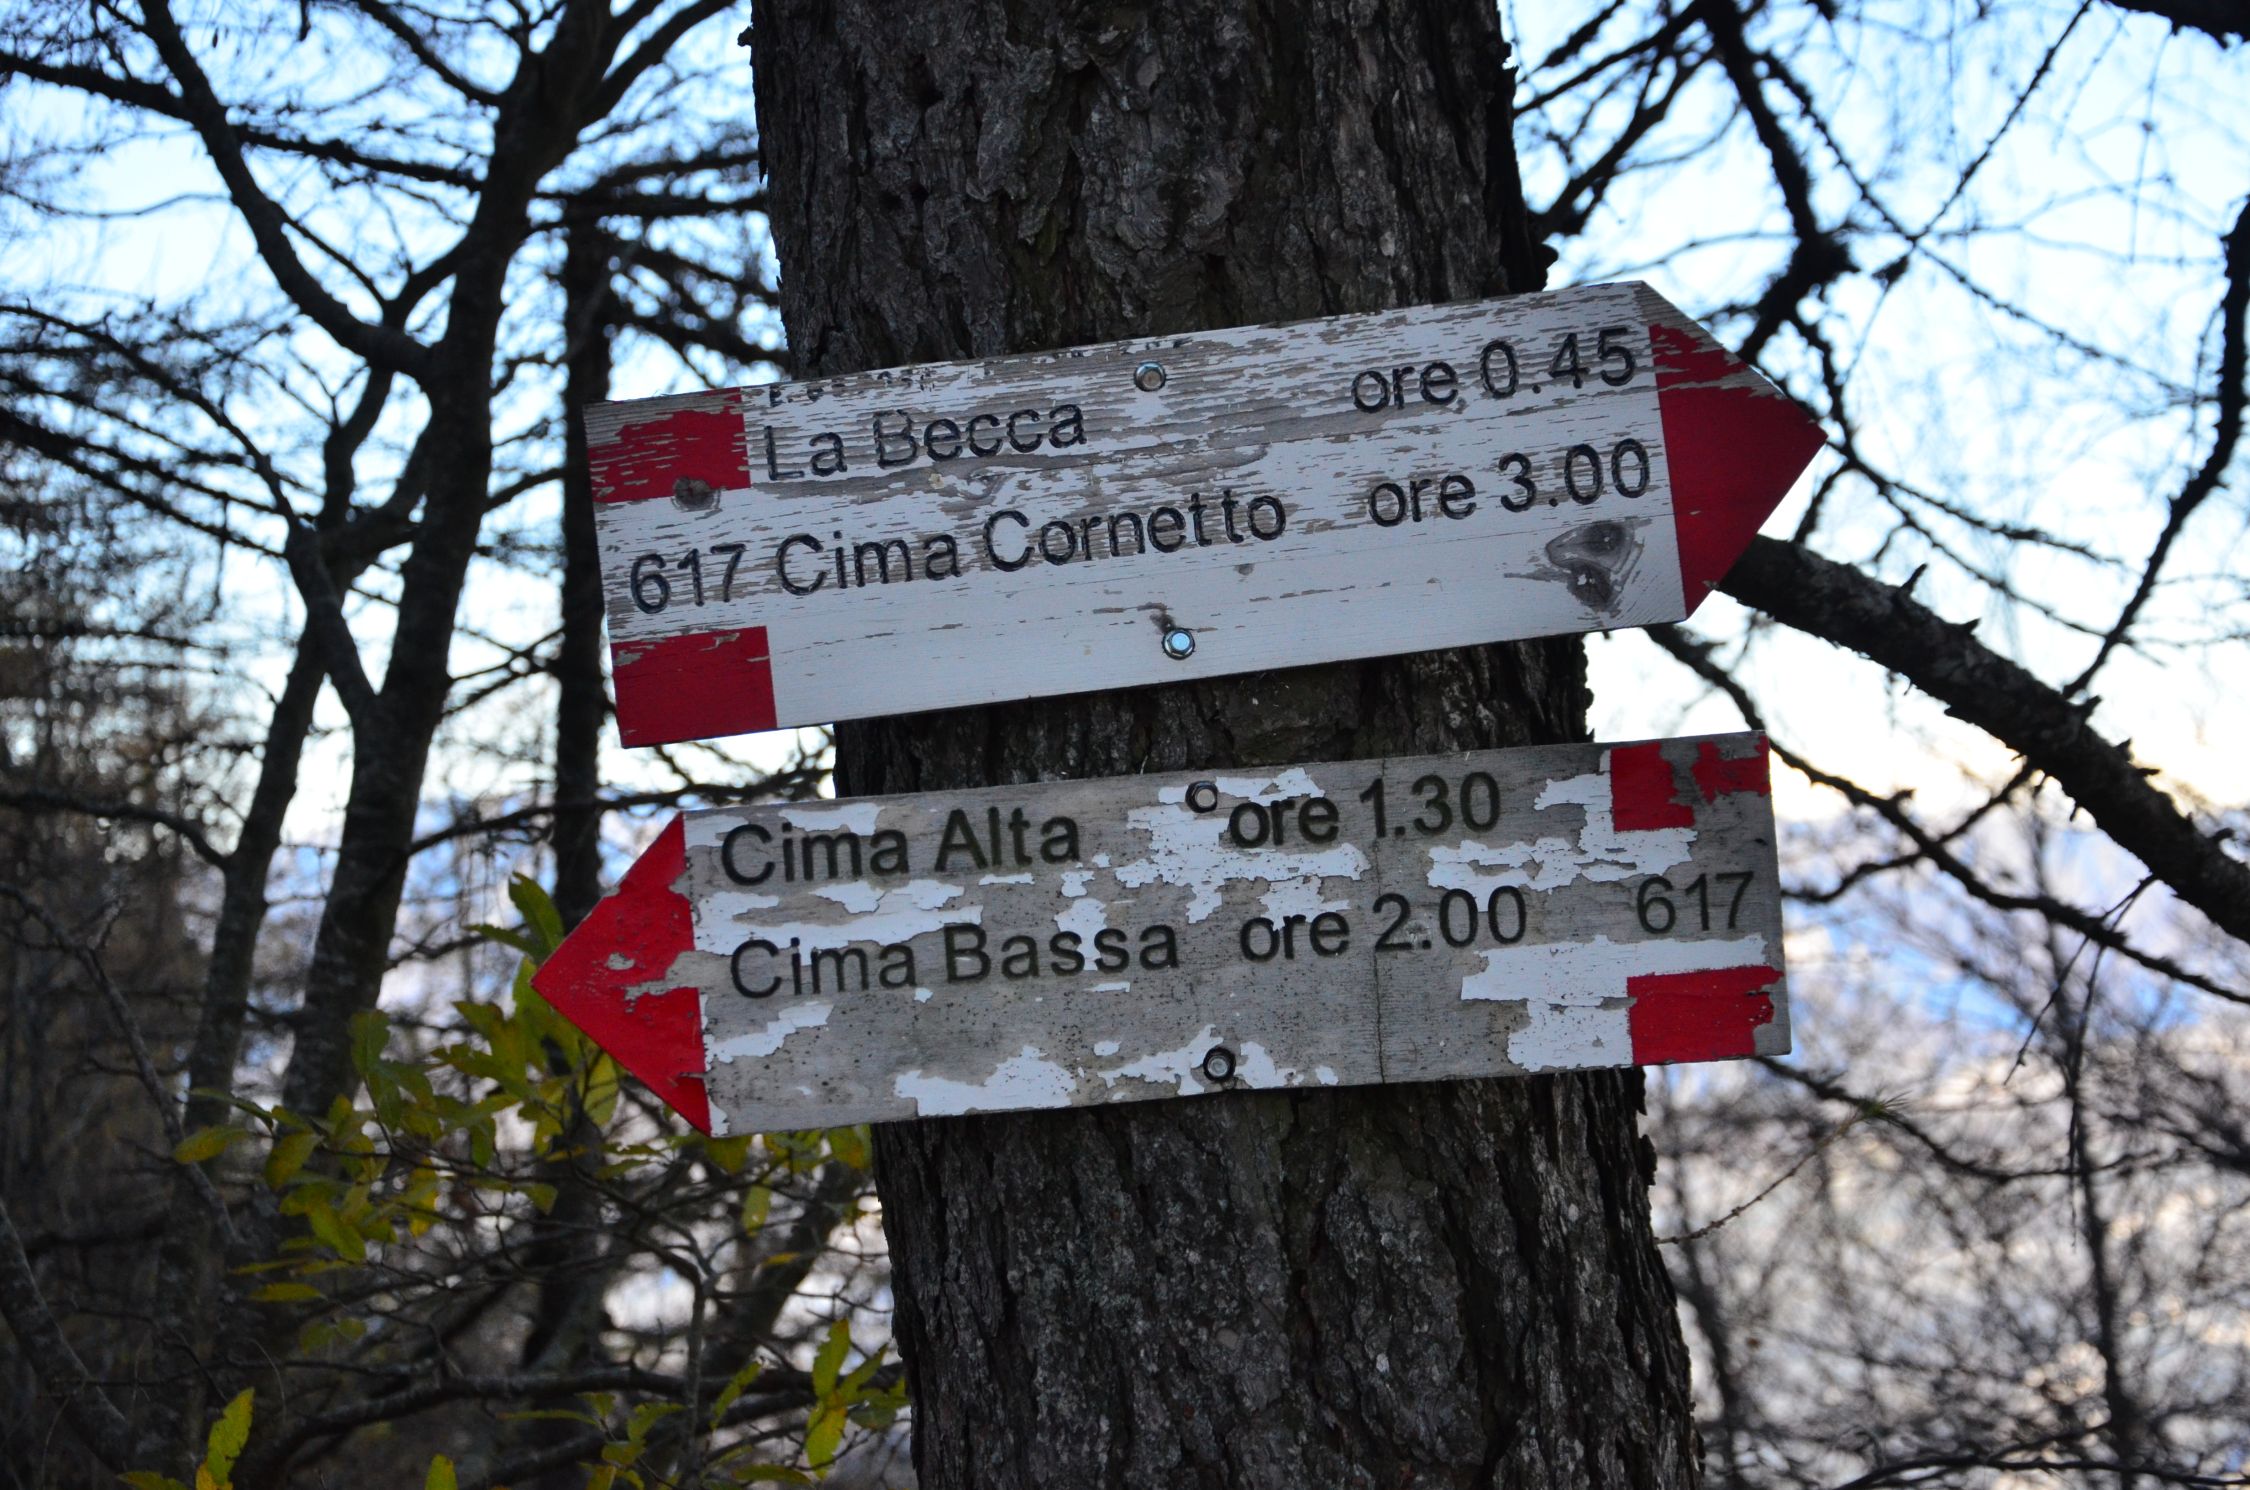 La Becca ore 0.45
617 Cima Cornetto ore 3.00
Cima Alta ore 1.30
Cima Bassa ore 2.00 617